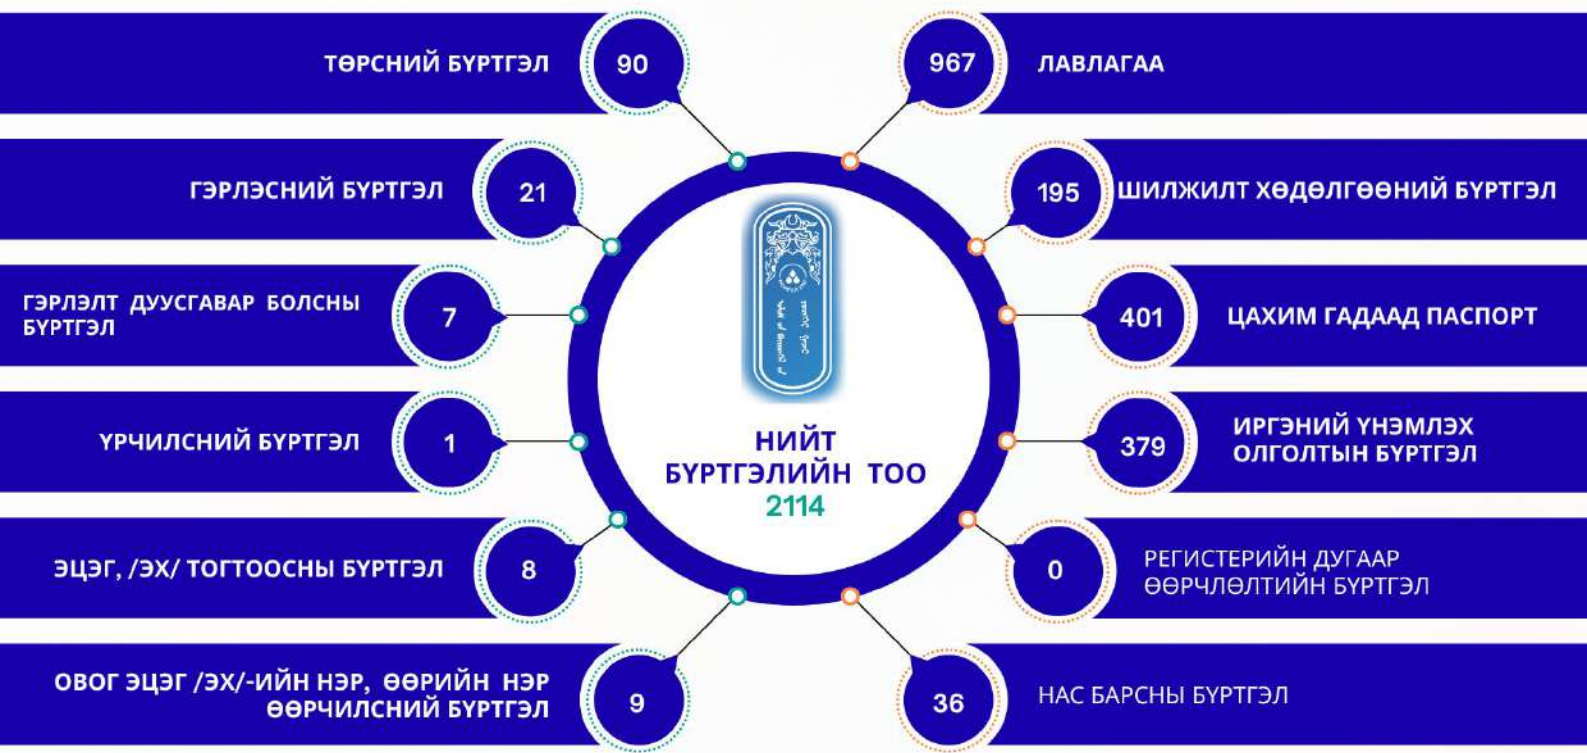 ТӨРСНИЙ БҮРТГЭЛ
90
ГЭРЛЭСНИЙ БҮРТГЭЛ
21
ГЭРЛЭЛТ ДУУСГАВАР БОЛСНЫ
БҮРТГЭЛ
7
ҮРЧИЛСНИЙ БҮРТГЭЛ
1
ЭЦЭГ, /ЭХ/ ТОГТООСНЫ БҮРТГЭЛ
8
ОВОГ ЭЦЭГ /ЭХ/-ИЙН НЭР, ӨӨРИЙН НЭР
ӨӨРЧИЛСНИЙ БҮРТГЭЛ
9
НИЙТ
БҮРТГЭЛИЙН ТОО
2114
967
ЛАВЛАГАА
195
ШИЛЖИЛТ ХӨДӨЛГӨӨНИЙ БҮРТГЭЛ
401
ЦАХИМ ГАДААД ПАСПОРТ
379
ИРГЭНИЙ ҮНЭМЛЭХ
ОЛГОЛТЫН БҮРТГЭЛ
0
РЕГИСТЕРИЙН ДУГААР
ӨӨРЧЛӨЛТИЙН БҮРТГЭЛ
36
НАС БАРСНЫ БҮРТГЭЛ